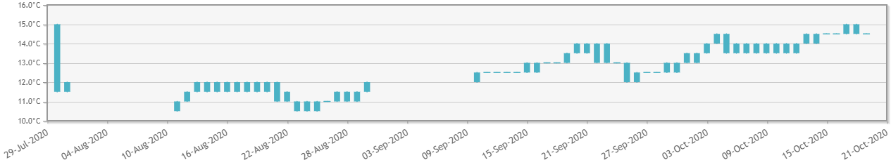 16.0°C
15.0°C
14.0°C
13.0°C
12.0°C
11.0°C
10.0°C
29-Jul-2020
04-Aug-2020
10-Aug-2020
16-Aug-2020
22-Aug-2020
28-Aug-2020
03-Sep-2020
09-Sep-2020
15-Sep-2020
21-Sep-2020
27-Sep-2020
03-Oct-2020
09-Oct-2020
15-Oct-2020
21-Oct-2020